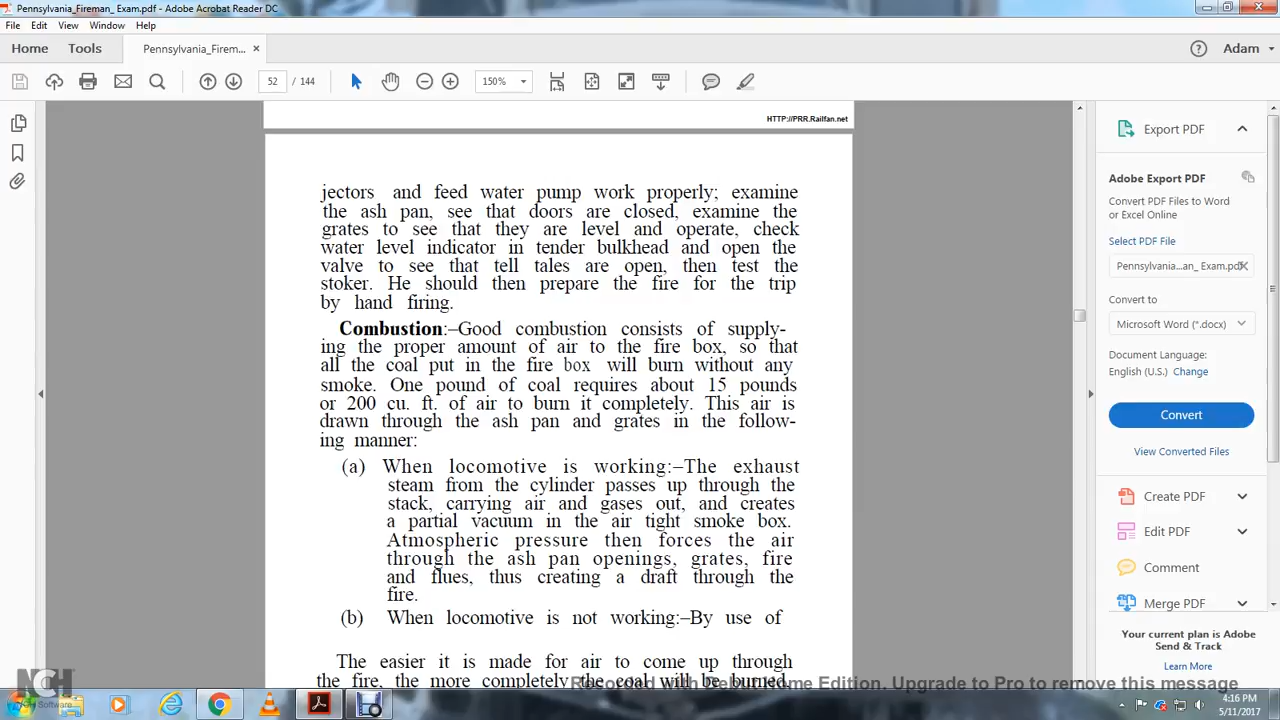 Pennsylvania_Fireman_ Exam.pdf - Adobe Acrobat Reader DC
File Edit View Window Help
Home Tools Pennsylvania_Firem... Adam
52 / 144 150%
HTTP://PRR.Railfan.net
jectors and feed water pump work properly; examine
the ash pan, see that doors are closed, examine the
grates to see that they are level and operate, check
water level indicator in tender bulkhead and open the
valve to see that tell tales are open, then test the
stoker. He should then prepare the fire for the trip
by hand firing.
Combustion:–Good combustion consists of supply-
ing the proper amount of air to the fire box, so that
all the coal put in the fire box will burn without any
smoke. One pound of coal requires about 15 pounds
or 200 cu. ft. of air to burn it completely. This air is
drawn through the ash pan and grates in the follow-
ing manner:
(a) When locomotive is working:–The exhaust
steam from the cylinder passes up through the
stack, carrying air and gases out, and creates
a partial vacuum in the air tight smoke box.
Atmospheric pressure then forces the air
through the ash pan openings, grates, fire
and flues, thus creating a draft through the
fire.
(b) When locomotive is not working:–By use of
The easier it is made for air to come up through
the fire, the more completely the coal will be burned.
Export PDF
Adobe Export PDF
Convert PDF Files to Word
or Excel Online
Select PDF File
Pennsylvania...an_ Exam.pdf
Convert to
Microsoft Word (*.docx)
Document Language:
English (U.S.) Change
Convert
View Converted Files
Create PDF
Edit PDF
Comment
Merge PDF
Your current plan is Adobe
Send & Track
Learn More
Recorded with Debut Home Edition. Upgrade to Pro to remove this message
NCH Software
4:16 PM
5/11/2017